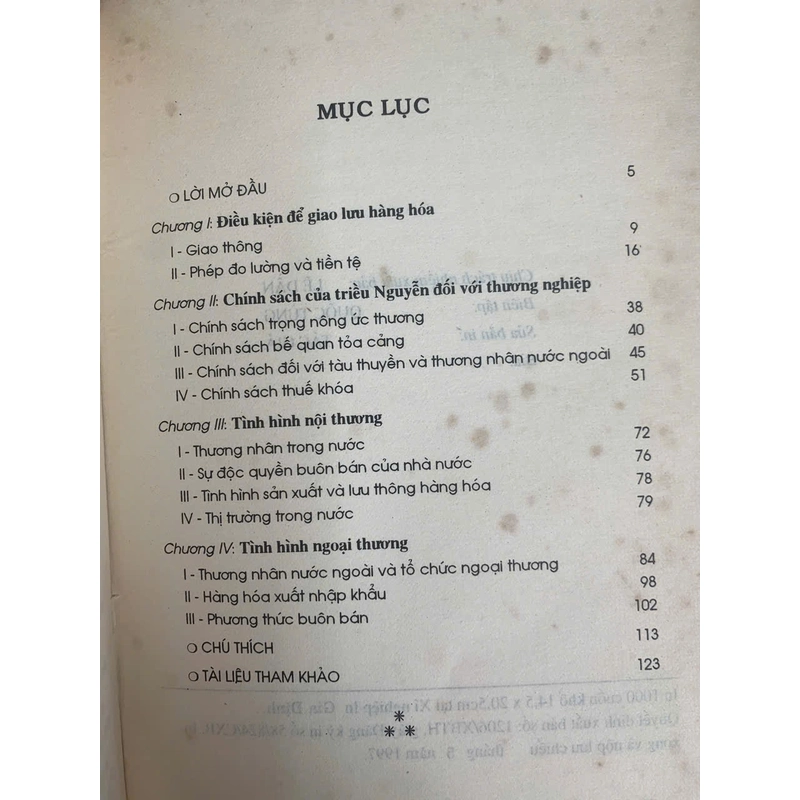 MỤC LỤC
❍ LỜI MỞ ĐẦU 5
Chương I: Điều kiện để giao lưu hàng hóa
I - Giao thông 9
II - Phép đo lường và tiền tệ 16
Chương II: Chính sách của triều Nguyễn đối với thương nghiệp
I - Chính sách trọng nông ức thương 38
II - Chính sách bế quan tỏa cảng 40
III - Chính sách đối với tàu thuyền và thương nhân nước ngoài 45
IV - Chính sách thuế khóa 51
Chương III: Tình hình nội thương
I - Thương nhân trong nước 72
II - Sự độc quyền buôn bán của nhà nước 76
III - Tình hình sản xuất và lưu thông hàng hóa 78
IV - Thị trường trong nước 79
Chương IV: Tình hình ngoại thương
I - Thương nhân nước ngoài và tổ chức ngoại thương 84
II - Hàng hóa xuất nhập khẩu 98
III - Phương thức buôn bán 102
❍ CHÚ THÍCH 113
❍ TÀI LIỆU THAM KHẢO 123